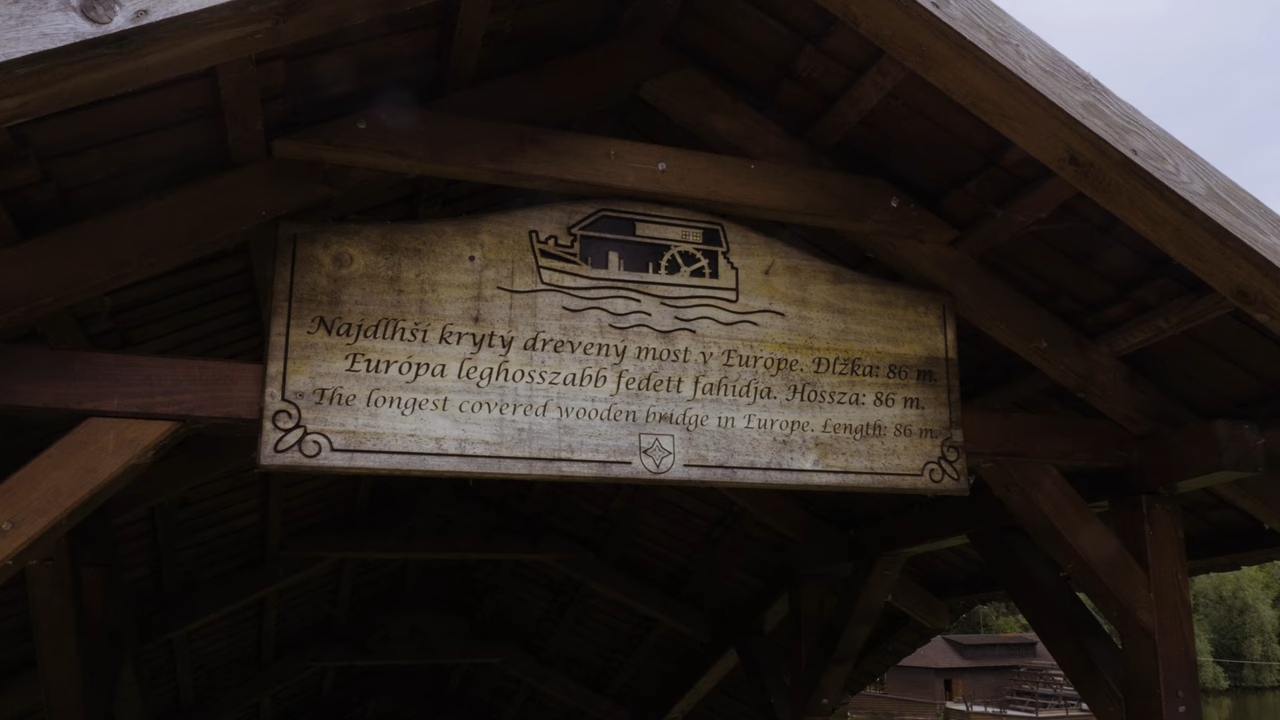 Najdlhší krytý drevený most v Európe. Dĺžka: 86 m.
Európa leghosszabb fedett fahídja. Hossza: 86 m.
The longest covered wooden bridge in Europe. Length: 86 m.